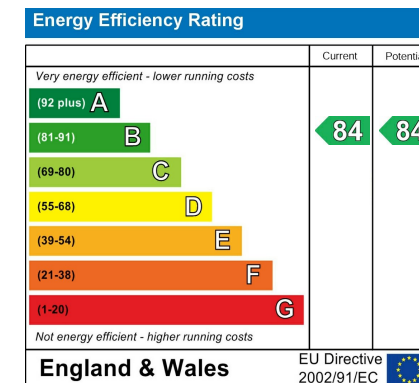 Energy Efficiency Rating
Current Potenti
Very energy efficient - lower running costs
(92 plus) A
(81-91) B 84 84
(69-80) C
(55-68) D
(39-54) E
(21-38) F
(1-20) G
Not energy efficient - higher running costs
England & Wales
EU Directive
2002/91/EC